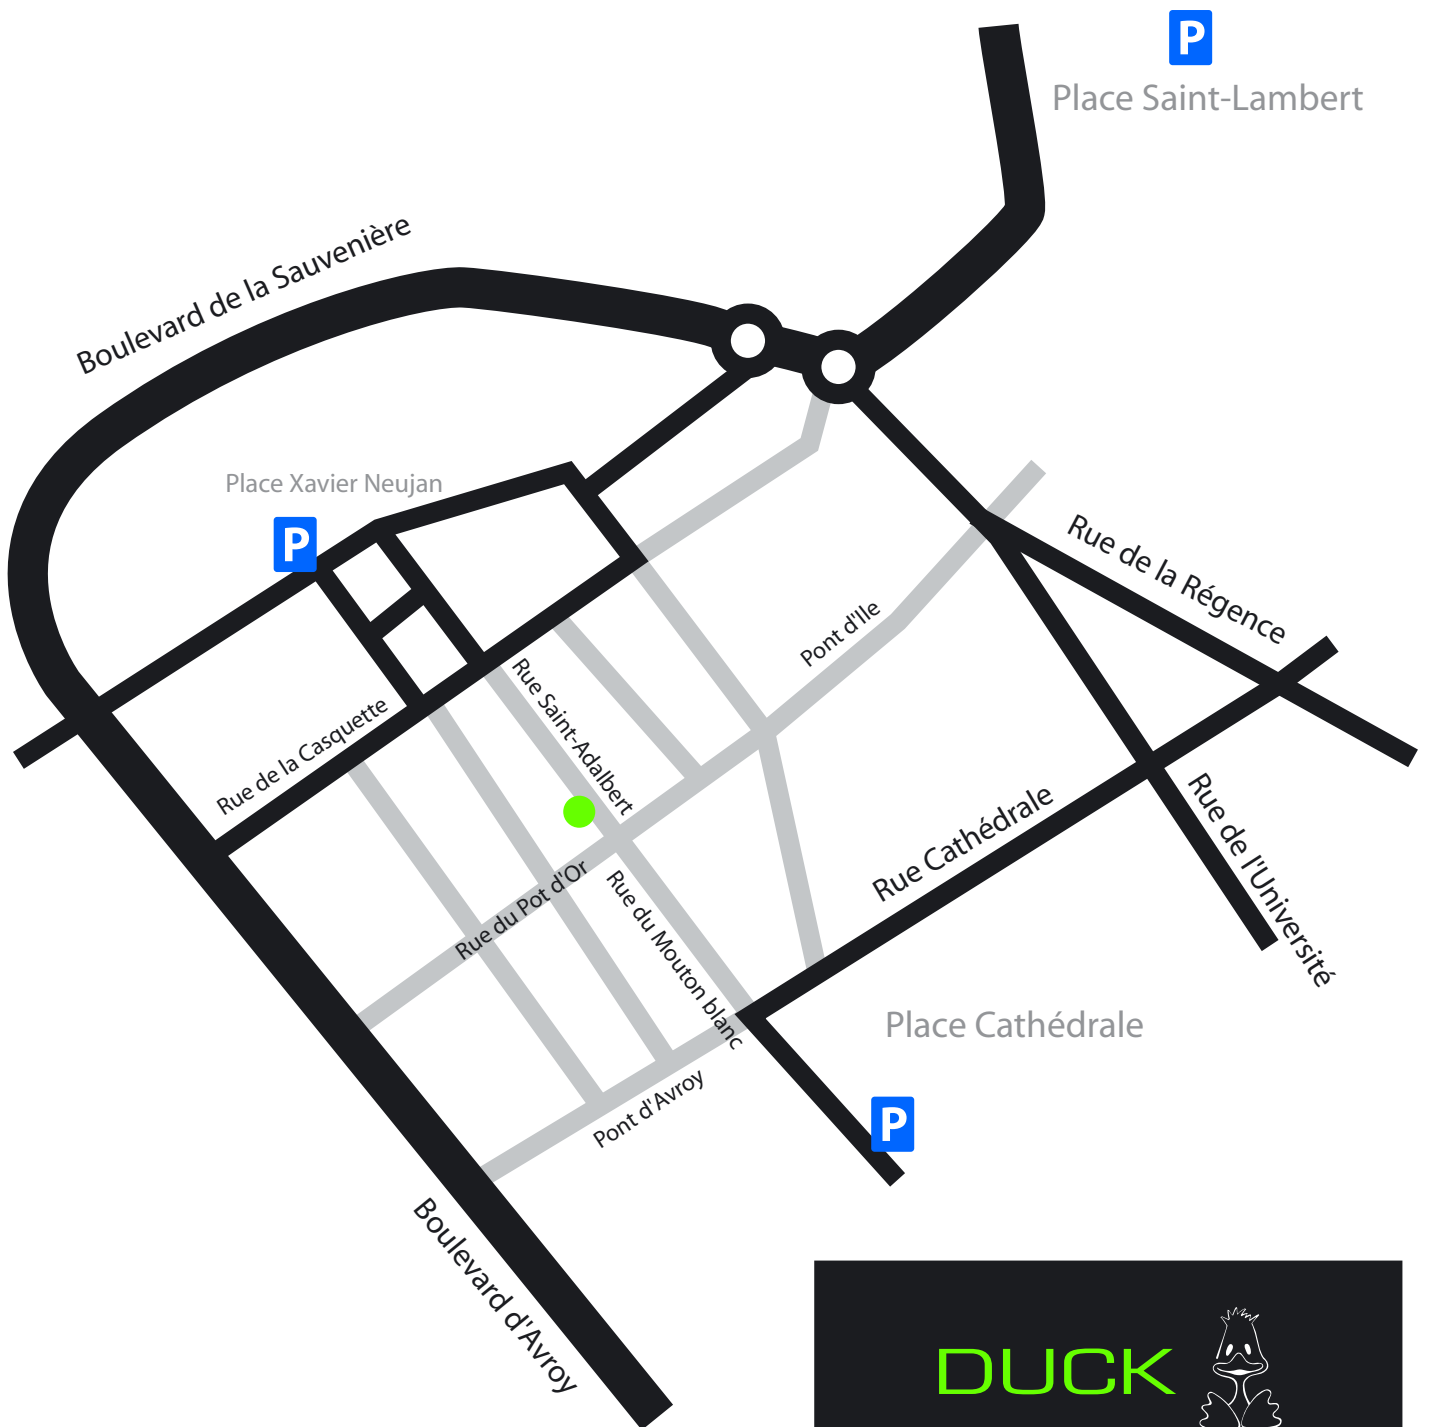 P
Place Saint-Lambert
Boulevard de la Sauvenière
Place Xavier Neujan
P
Rue de la Régence
Pont d'Ile
Rue Saint-Adalbert
Rue de la Casquette
Rue Cathédrale
Rue de l'Université
Rue du Pot d'Or
Rue du Mouton blanc
Place Cathédrale
Pont d'Avroy
P
Boulevard d'Avroy
DUCK